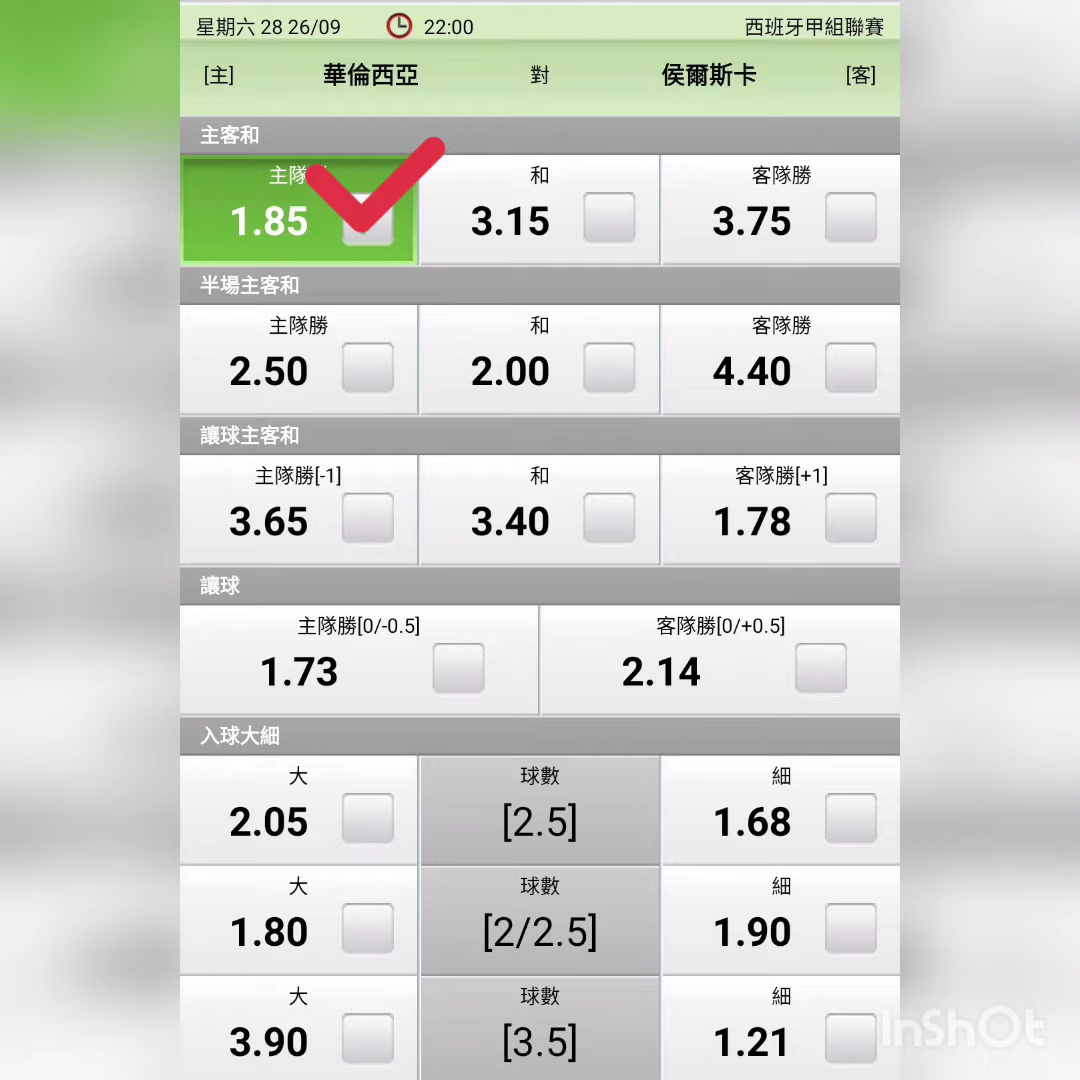 星期六 28 26/09 22:00 西班牙甲組聯賽
[主] 華倫西亞 對 侯爾斯卡 [客]
主客和
主隊 和 客隊勝
1.85 3.15 3.75
半場主客和
主隊勝 和 客隊勝
2.50 2.00 4.40
讓球主客和
主隊勝[-1] 和 客隊勝[+1]
3.65 3.40 1.78
讓球
主隊勝[0/-0.5] 客隊勝[0/+0.5]
1.73 2.14
入球大細
大 球數 細
2.05 [2.5] 1.68
大 球數 細
1.80 [2/2.5] 1.90
大 球數 細
3.90 [3.5] 1.21
InShOt